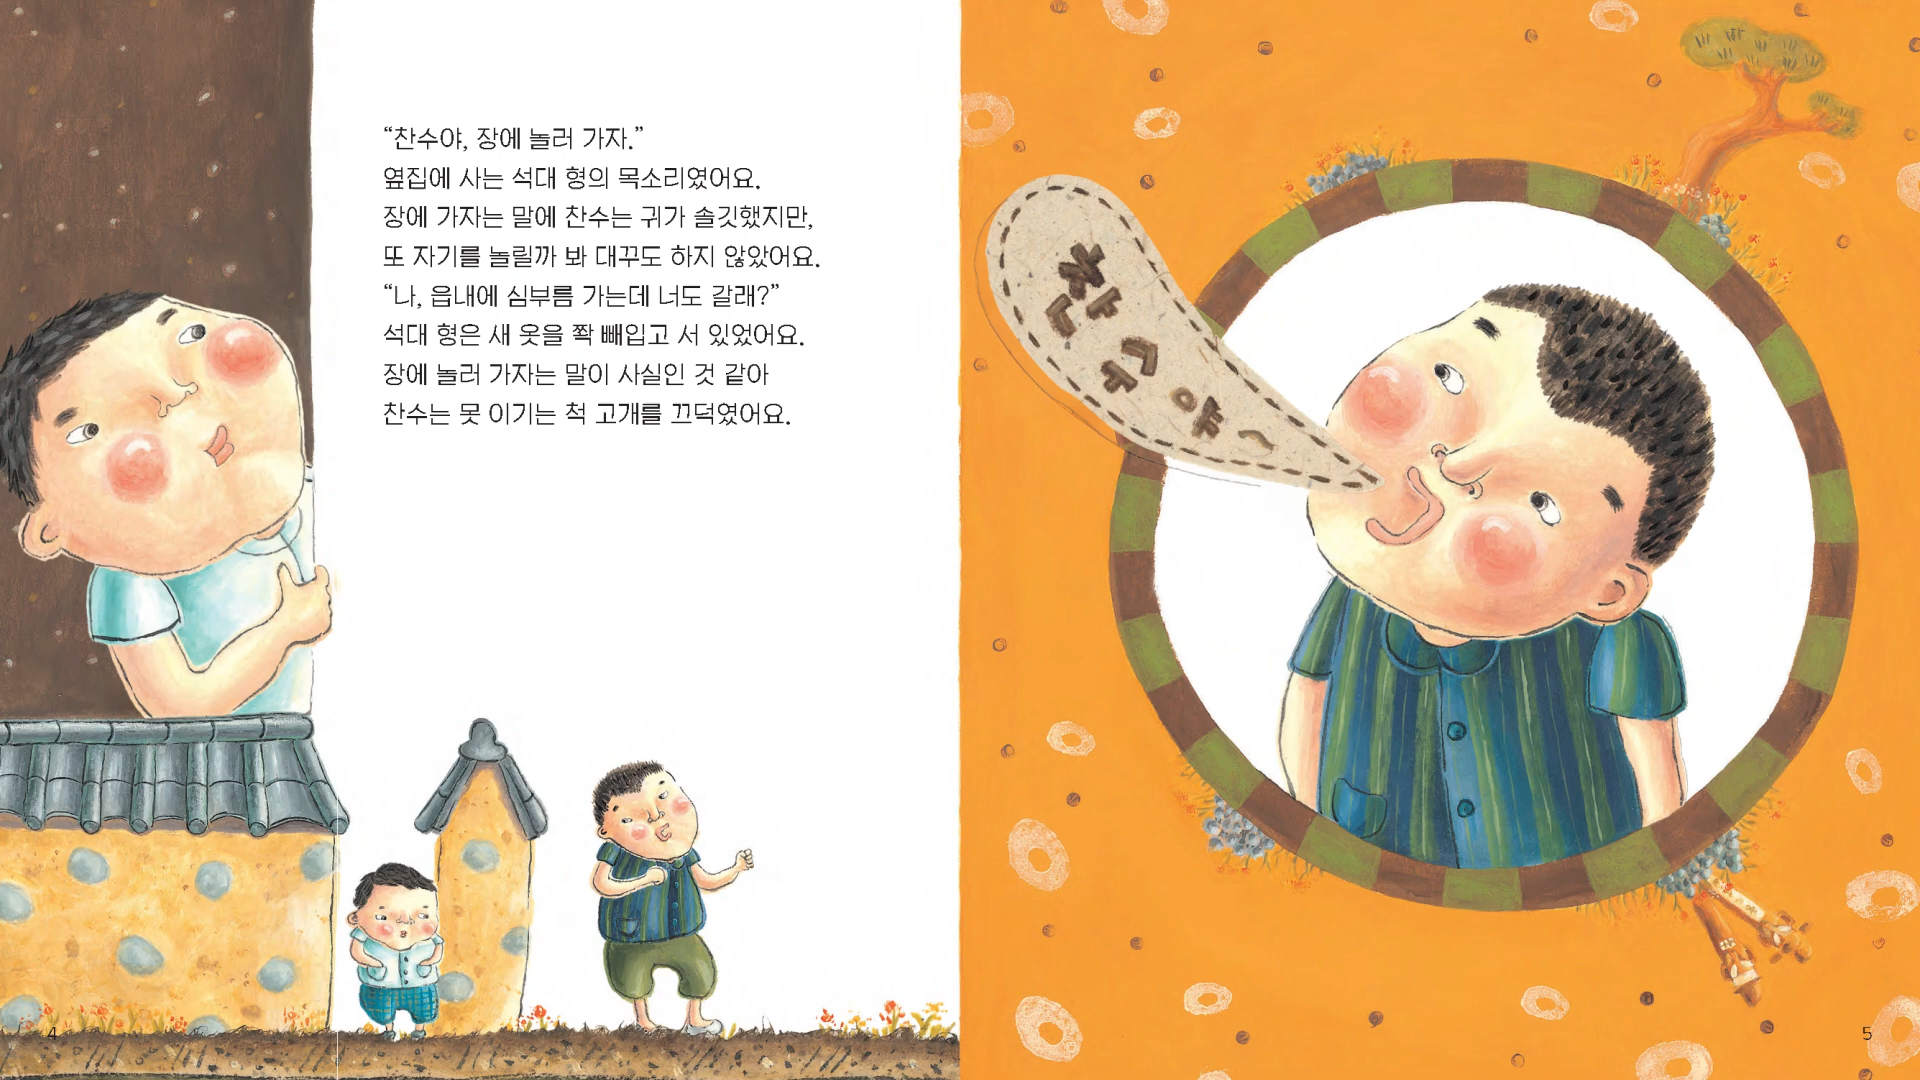 “찬수야, 장에 놀러 가자.”
옆집에 사는 석대 형의 목소리였어요.
장에 가자는 말에 찬수는 귀가 솔깃했지만,
또 자기를 놀릴까 봐 대꾸도 하지 않았어요.
“나, 읍내에 심부름 가는데 너도 갈래?”
석대 형은 새 옷을 쫙 빼입고 서 있었어요.
장에 놀러 가자는 말이 사실인 것 같아
찬수는 못 이기는 척 고개를 끄덕였어요.
찬수야~
4
5